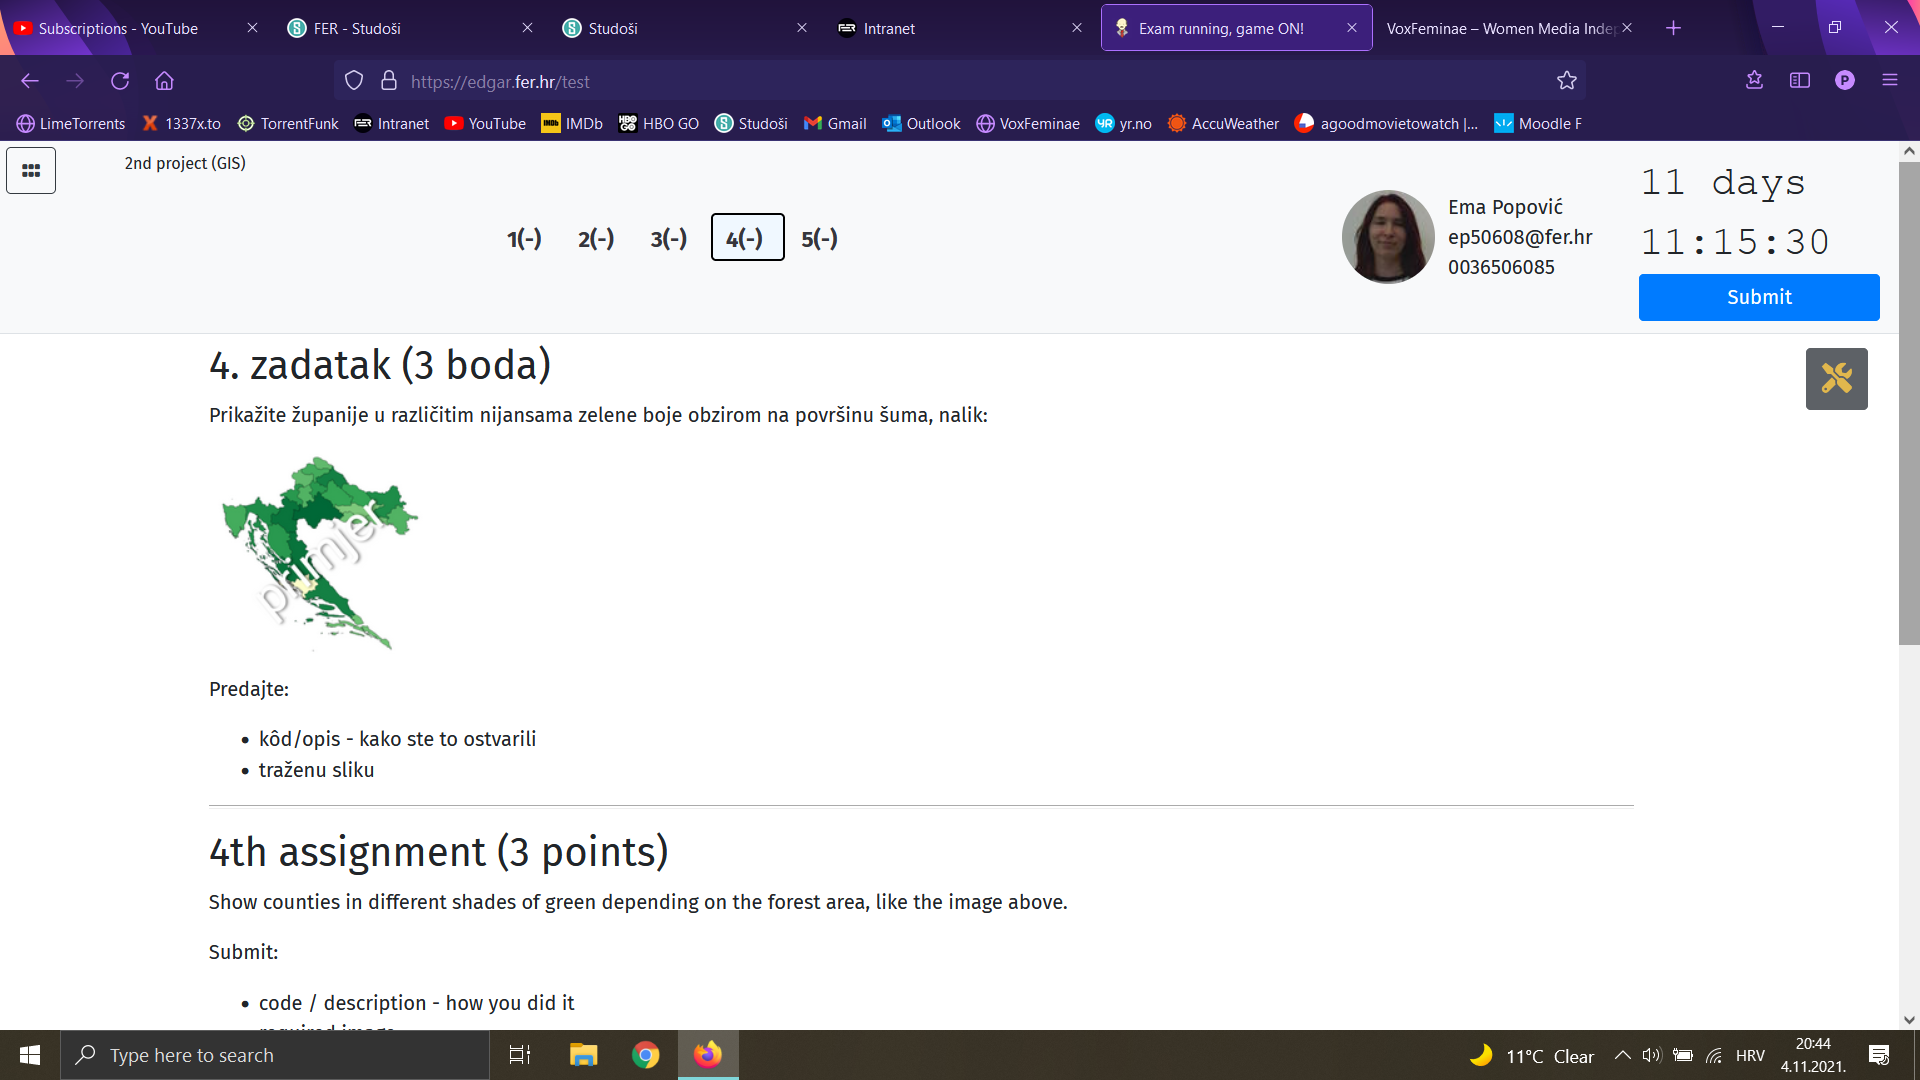 Subscriptions - YouTube
FER - Studoši
Studoši
Intranet
Exam running, game ON!
VoxFeminae – Women Media Inde
https://edgar.fer.hr/test
P
LimeTorrents
1337x.to
TorrentFunk
Intranet
YouTube
IMDb
HBO GO
Studoši
Gmail
Outlook
VoxFeminae
yr.no
AccuWeather
agoodmovietowatch |...
Moodle F
2nd project (GIS)
1(-)
2(-)
3(-)
4(-)
5(-)
Ema Popović
ep50608@fer.hr
0036506085
11 days
11:15:30
Submit
4. zadatak (3 boda)
Prikažite županije u različitim nijansama zelene boje obzirom na površinu šuma, nalik:
primjer
Predajte:
• kôd/opis - kako ste to ostvarili
• traženu sliku
4th assignment (3 points)
Show counties in different shades of green depending on the forest area, like the image above.
Submit:
• code / description - how you did it
required image
Type here to search
11°C Clear
HRV
20:44
4.11.2021.